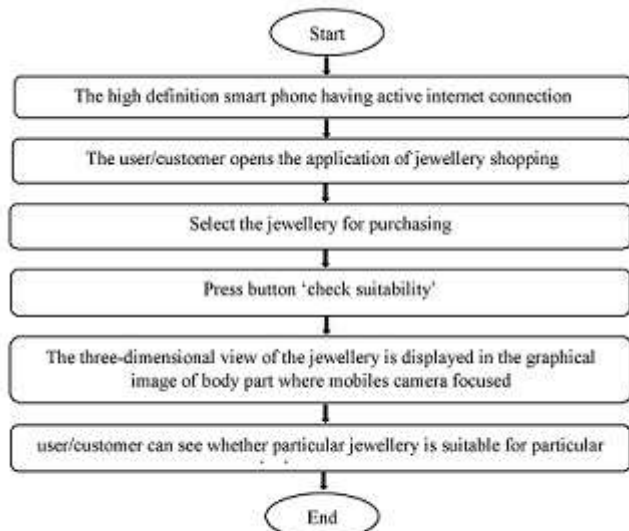 Start
The high definition smart phone having active internet connection
The user/customer opens the application of jewellery shopping
Select the jewellery for purchasing
Press button ‘check suitability’
The three-dimensional view of the jewellery is displayed in the graphical
image of body part where mobiles camera focused
user/customer can see whether particular jewellery is suitable for particular
End